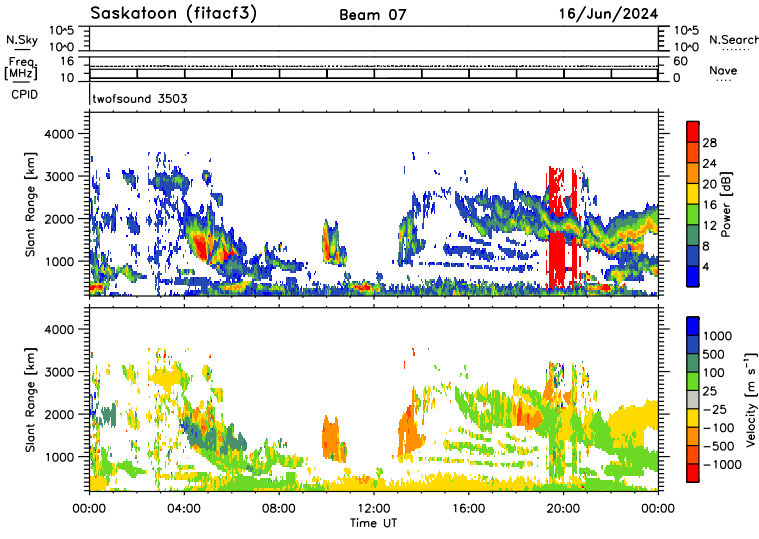 Saskatoon (fitacf3) Beam 07 16/Jun/2024
N.Sky 10^5 10^0 10^5 10^0 N.Search
Freq. [MHz] 16 10 60 0 Nave
CPID twofsound 3503
Slant Range [km] 4000 3000 2000 1000
Power [dB] 28 24 20 16 12 8 4
Slant Range [km] 4000 3000 2000 1000
Velocity [m s⁻¹] 1000 500 100 25 −25 −100 −500 −1000
00:00 04:00 08:00 12:00 16:00 20:00 00:00
Time UT